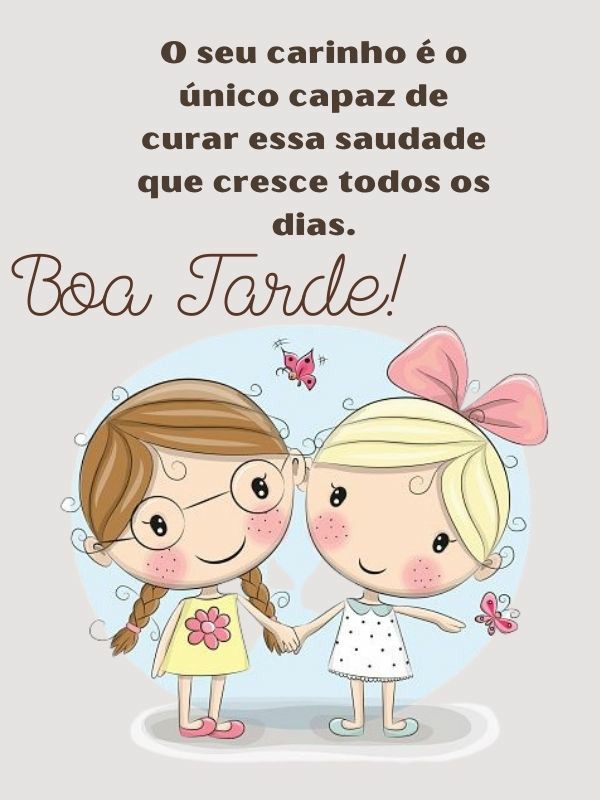 O seu carinho é o
único capaz de
curar essa saudade
que cresce todos os
dias.
Boa Tarde!